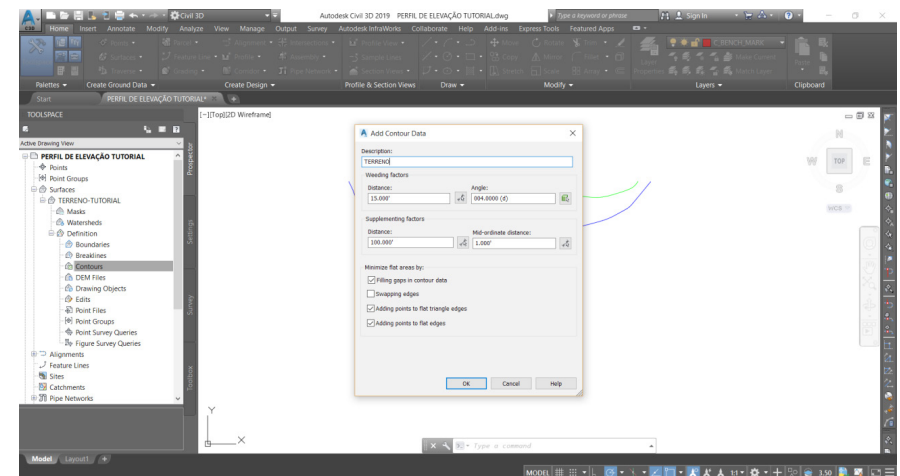 Civil 3D
Autodesk Civil 3D 2019 PERFIL DE ELEVAÇÃO TUTORIAL.dwg
Type a keyword or phrase
Sign In
Home Insert Annotate Modify Analyze View Manage Output Survey Autodesk InfraWorks Collaborate Help Add-ins Express Tools Featured Apps
C_BENCH_MARK
Palettes Create Ground Data Create Design Profile & Section Views Draw Modify Layers Clipboard
Start PERFIL DE ELEVAÇÃO TUTORIAL*
TOOLSPACE
[-][Top][2D Wireframe]
Active Drawing View
PERFIL DE ELEVAÇÃO TUTORIAL
Points
Point Groups
Surfaces
TERRENO-TUTORIAL
Masks
Watersheds
Definition
Boundaries
Breaklines
Contours
DEM Files
Drawing Objects
Edits
Point Files
Point Groups
Point Survey Queries
Figure Survey Queries
Alignments
Feature Lines
Sites
Catchments
Pipe Networks
Prospector
Settings
Survey
Toolbox
Add Contour Data
Description:
TERRENO
Weeding factors
Distance: Angle:
15.000' 004.0000 (d)
Supplementing factors
Distance: Mid-ordinate distance:
100.000' 1.000'
Minimize flat areas by:
Filling gaps in contour data
Swapping edges
Adding points to flat triangle edges
Adding points to flat edges
OK Cancel Help
N
W TOP E
S
Y
X
Type a command
Model Layout1 +
MODEL 1:1 3.50